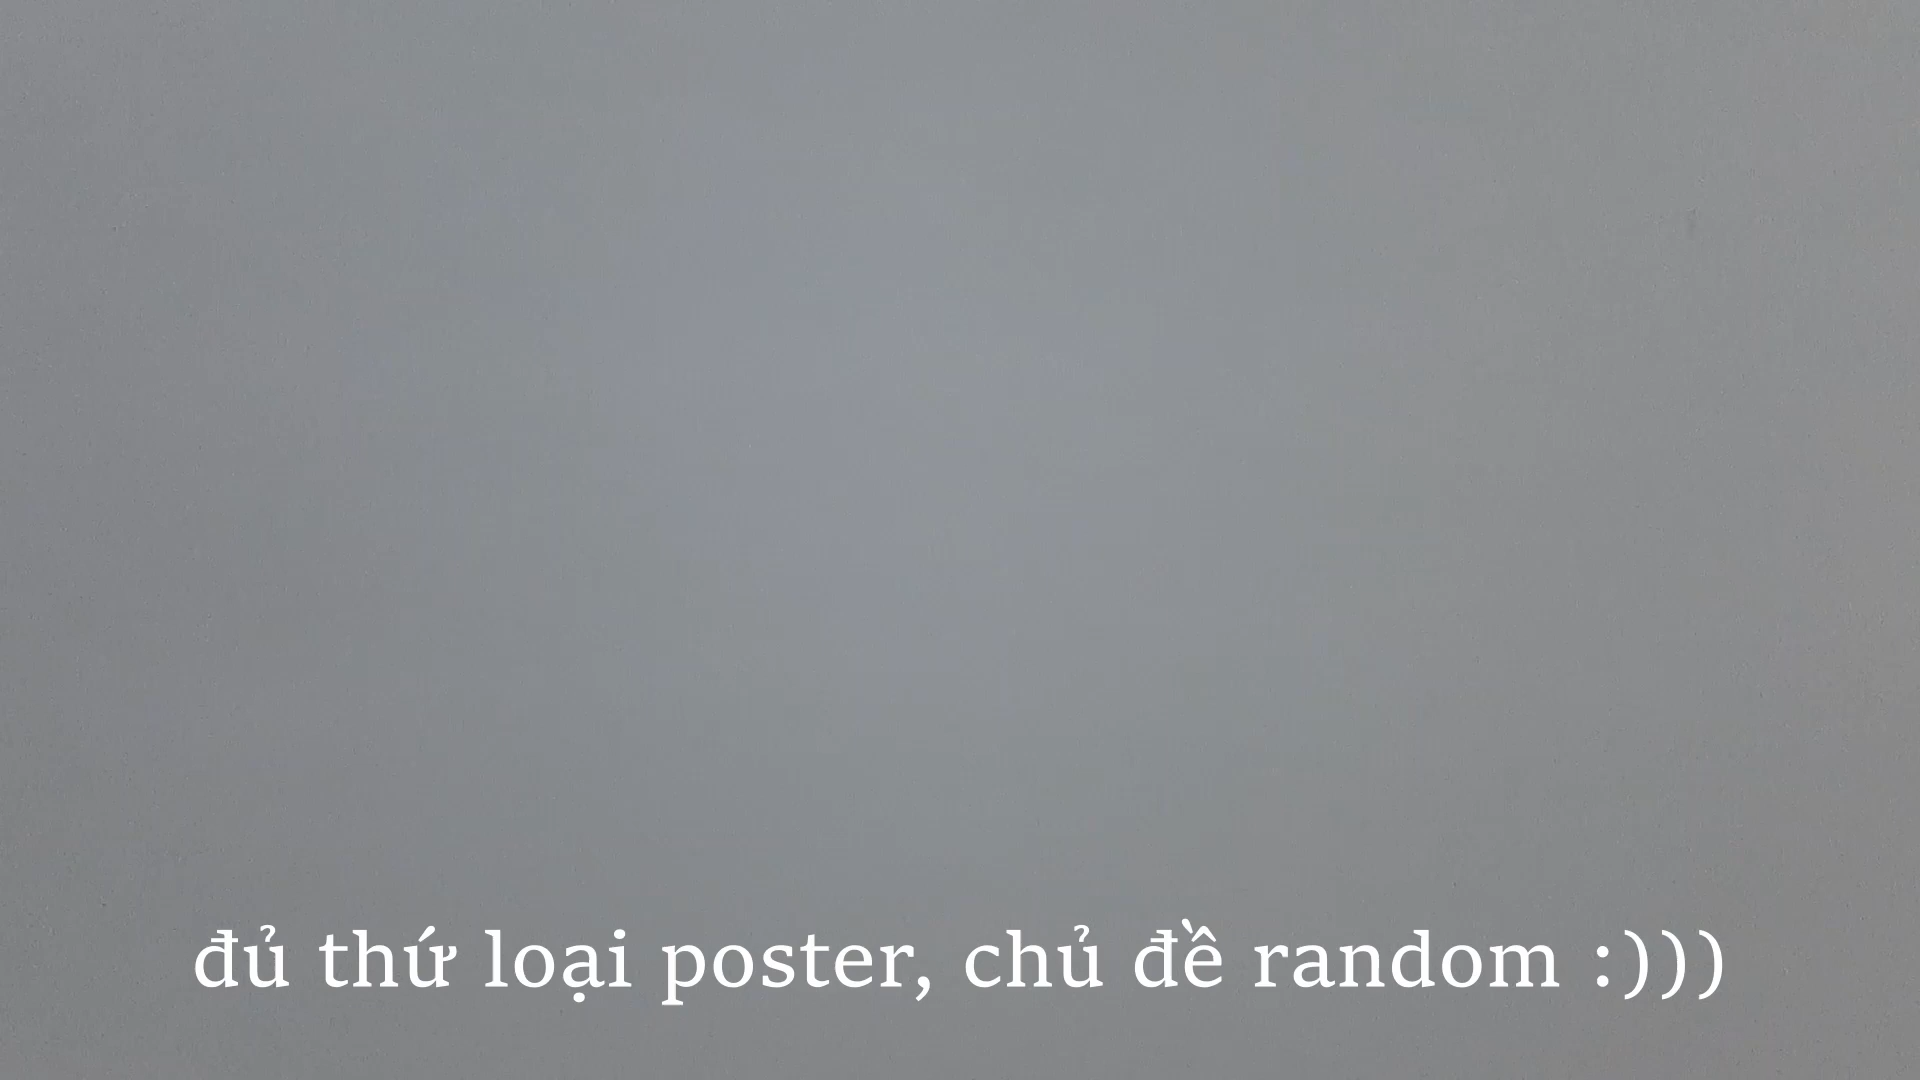 đủ thứ loại poster, chủ đề random :)))